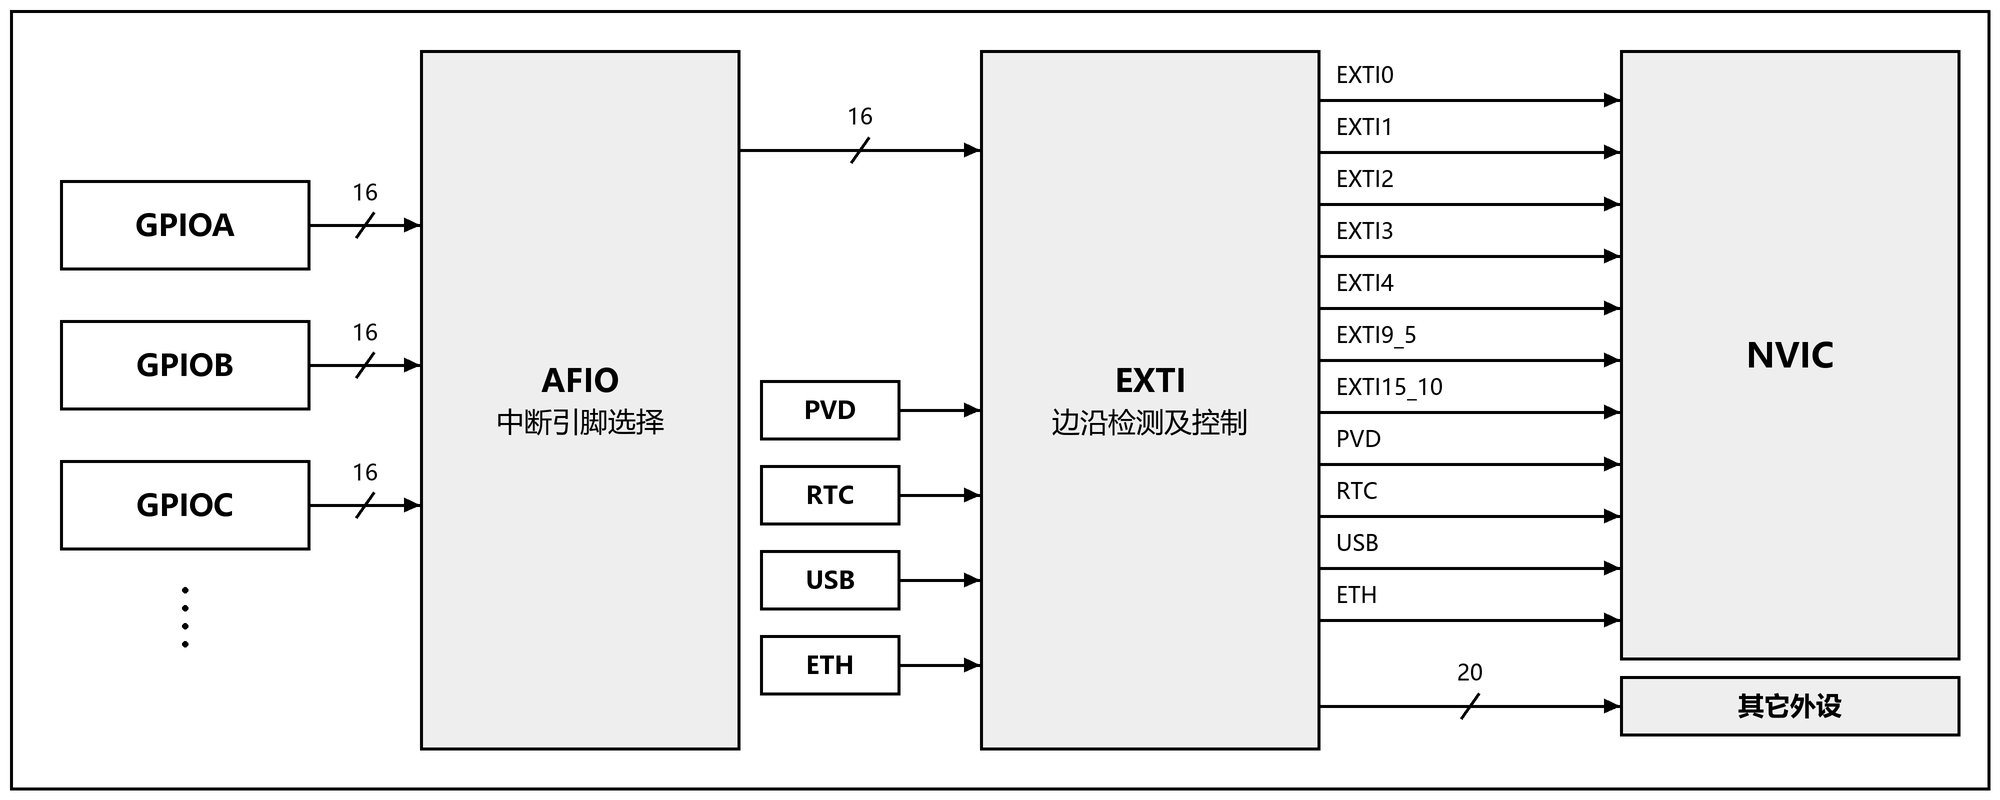 16
GPIOA
16
GPIOB
16
GPIOC
AFIO
中断引脚选择
16
PVD
RTC
USB
ETH
EXTI
边沿检测及控制
EXTI0
EXTI1
EXTI2
EXTI3
EXTI4
EXTI9_5
EXTI15_10
PVD
RTC
USB
ETH
20
NVIC
其它外设